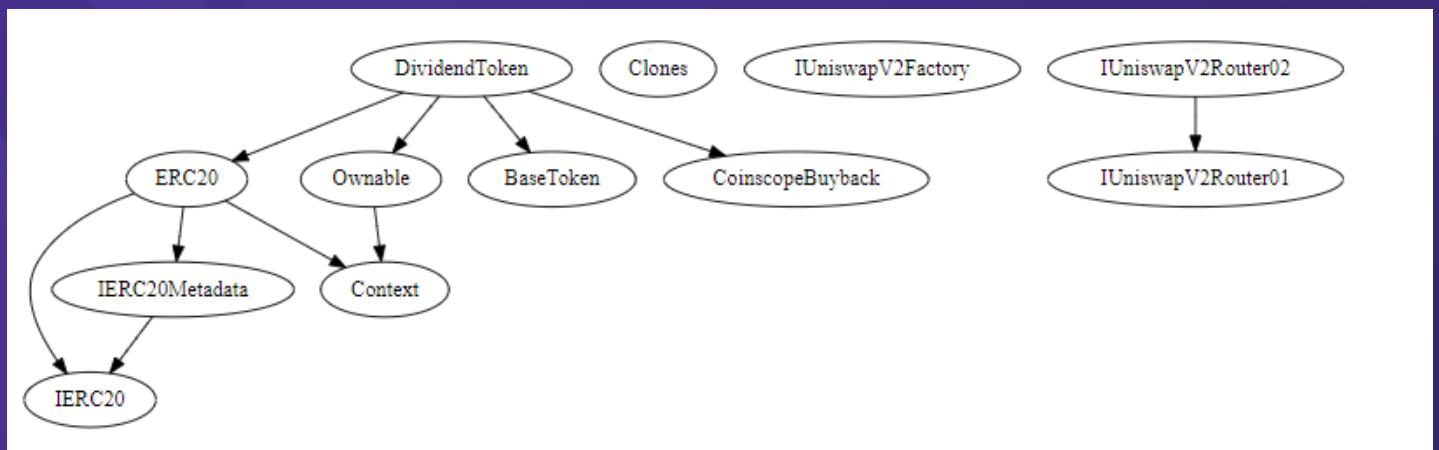 DividendToken
Clones
IUniswapV2Factory
IUniswapV2Router02
ERC20
Ownable
BaseToken
CoinscopeBuyback
IUniswapV2Router01
IERC20Metadata
Context
IERC20